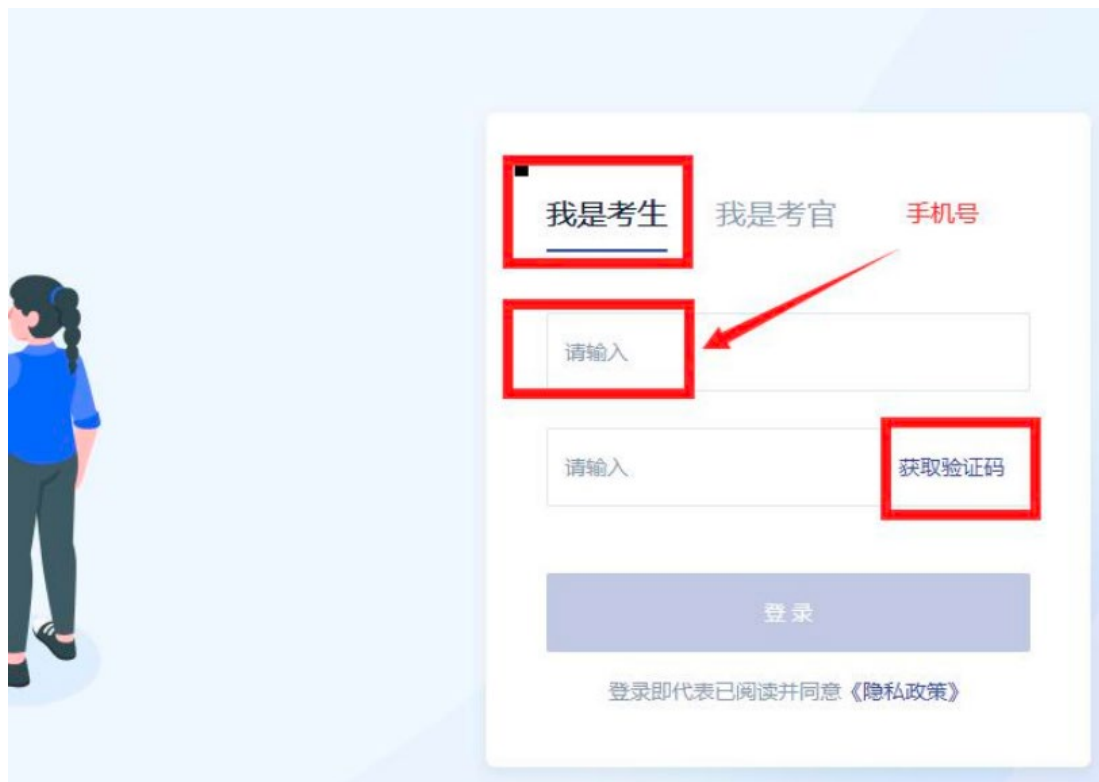 我是考生 我是考官 手机号
请输入
请输入 获取验证码
登录
登录即代表已阅读并同意《隐私政策》